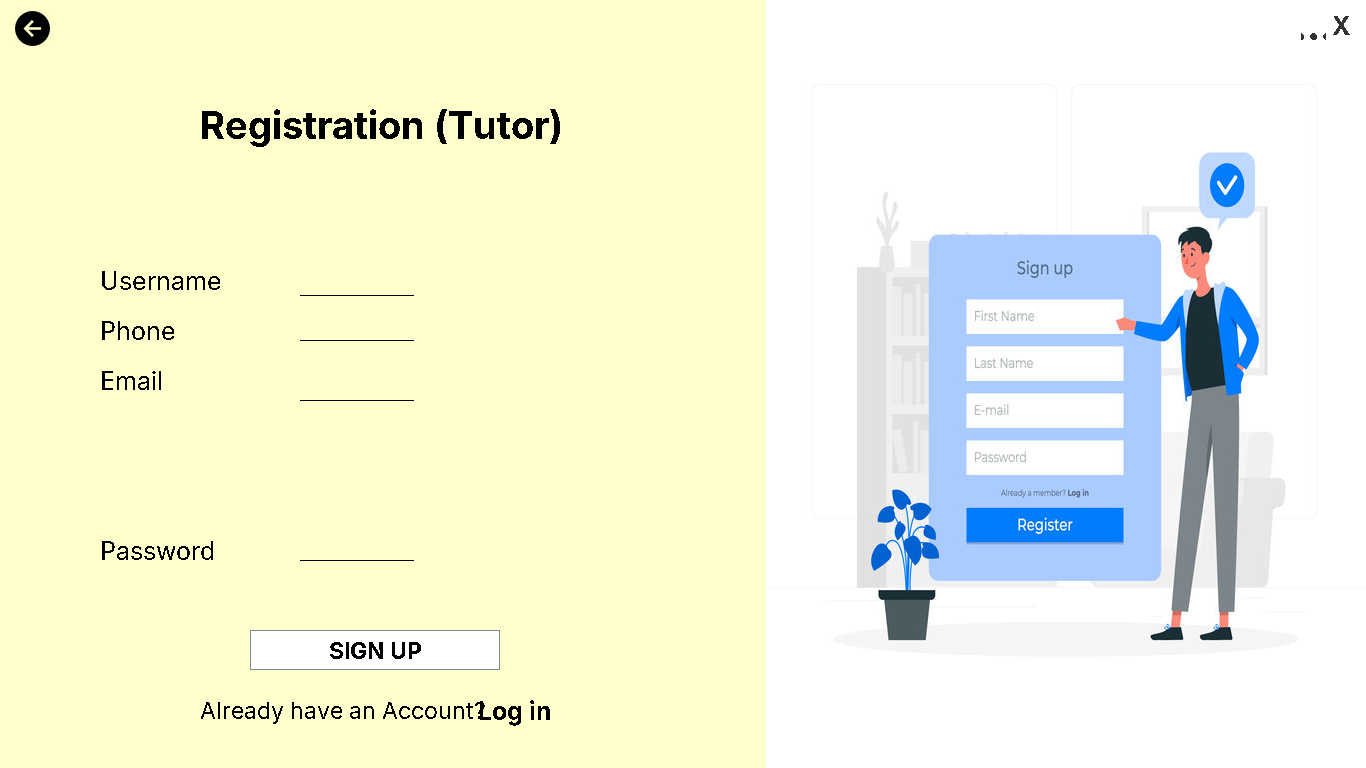 ... X
Registration (Tutor)
Username
Phone
Email
Password
SIGN UP
Already have an Account? Log in
Sign up
First Name
Last Name
E-mail
Password
Already a member? Log in
Register